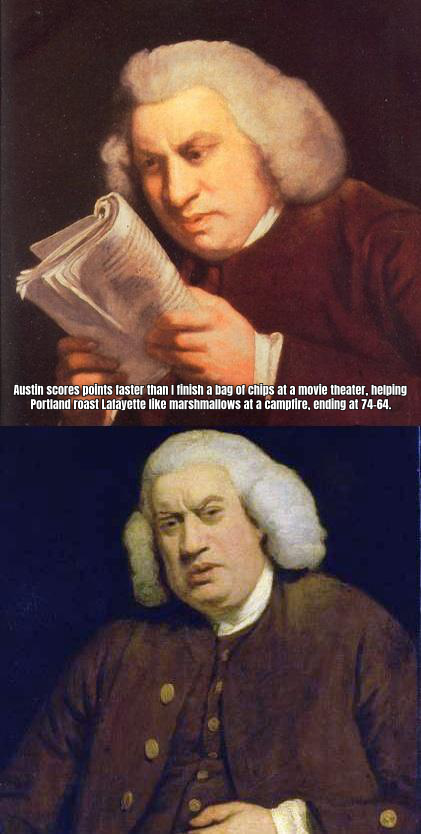 Austin scores points faster than I finish a bag of chips at a movie theater, helping
Portland roast Lafayette like marshmallows at a campfire, ending at 74-64.